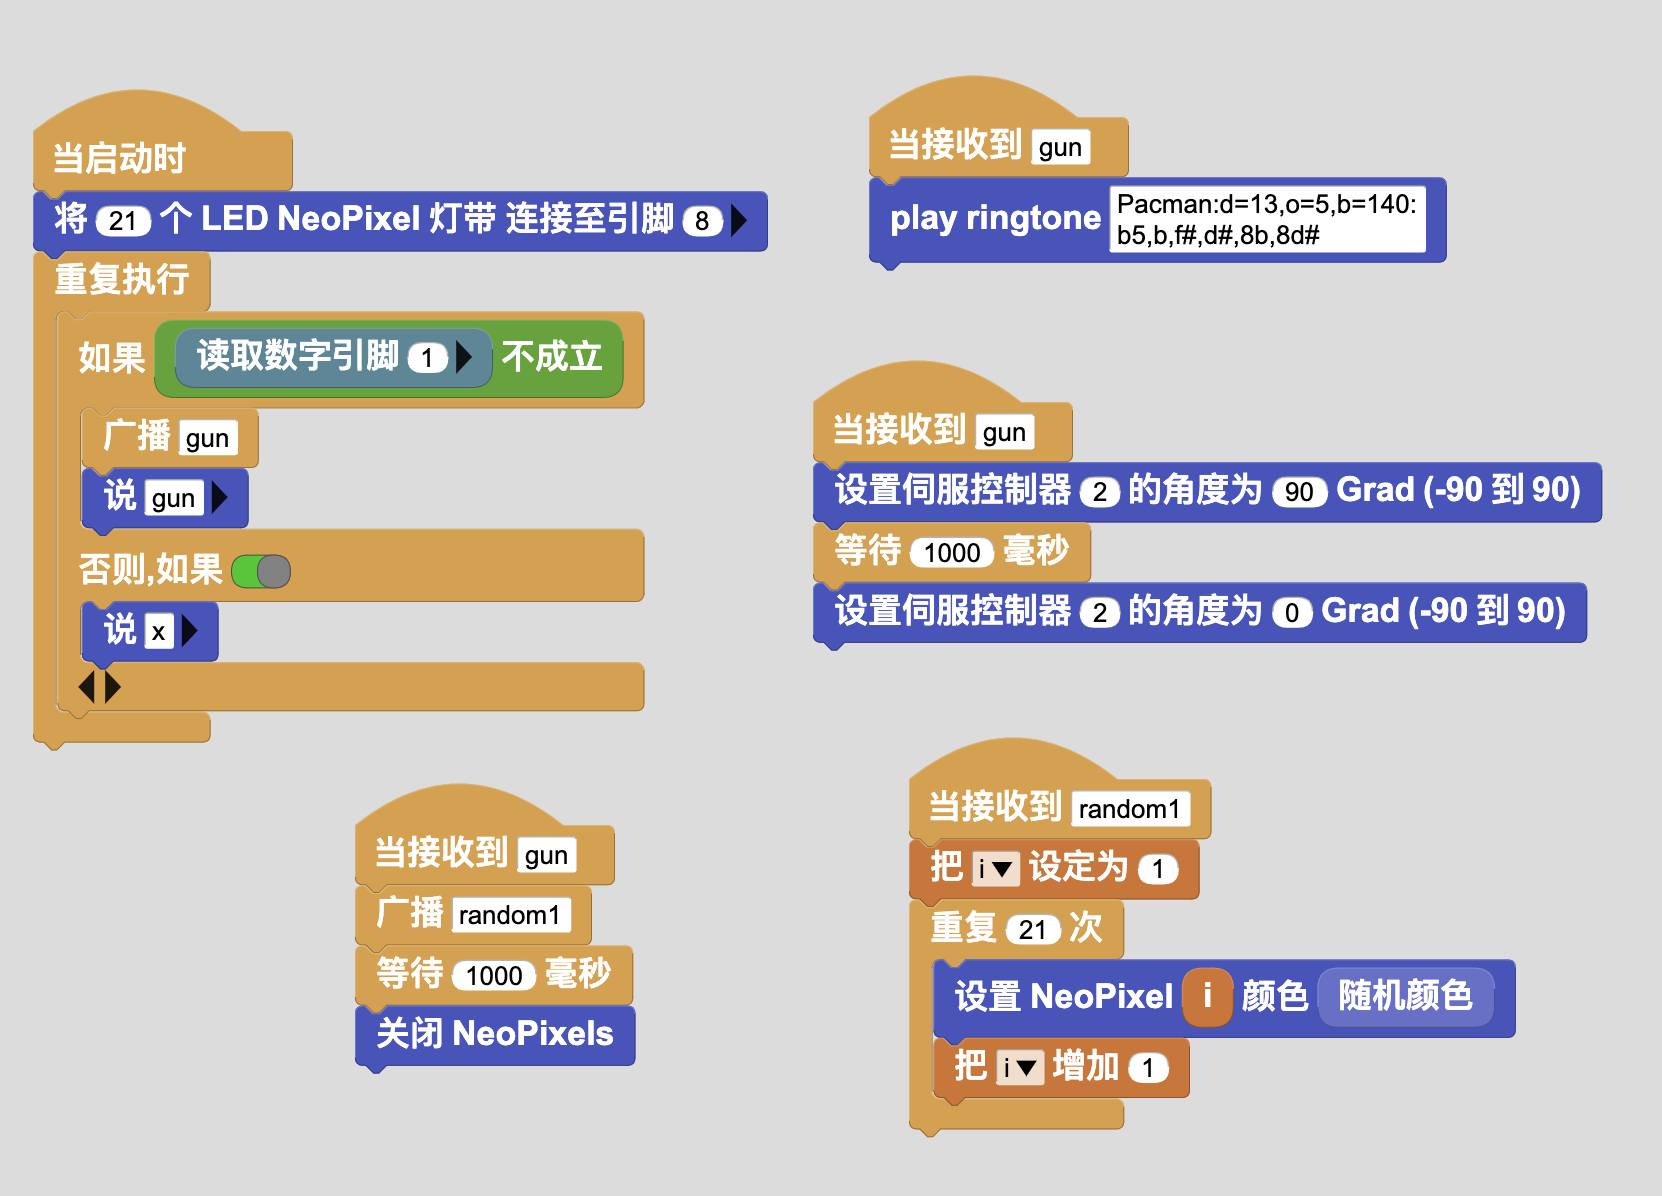 当启动时
将 21 个 LED NeoPixel 灯带 连接至引脚 8
重复执行
如果 读取数字引脚 1 不成立
广播 gun
说 gun
否则,如果
说 x
当接收到 gun
play ringtone Pacman:d=13,o=5,b=140:
b5,b,f#,d#,8b,8d#
当接收到 gun
设置伺服控制器 2 的角度为 90 Grad (-90 到 90)
等待 1000 毫秒
设置伺服控制器 2 的角度为 0 Grad (-90 到 90)
当接收到 gun
广播 random1
等待 1000 毫秒
关闭 NeoPixels
当接收到 random1
把 i 设定为 1
重复 21 次
设置 NeoPixel i 颜色 随机颜色
把 i 增加 1